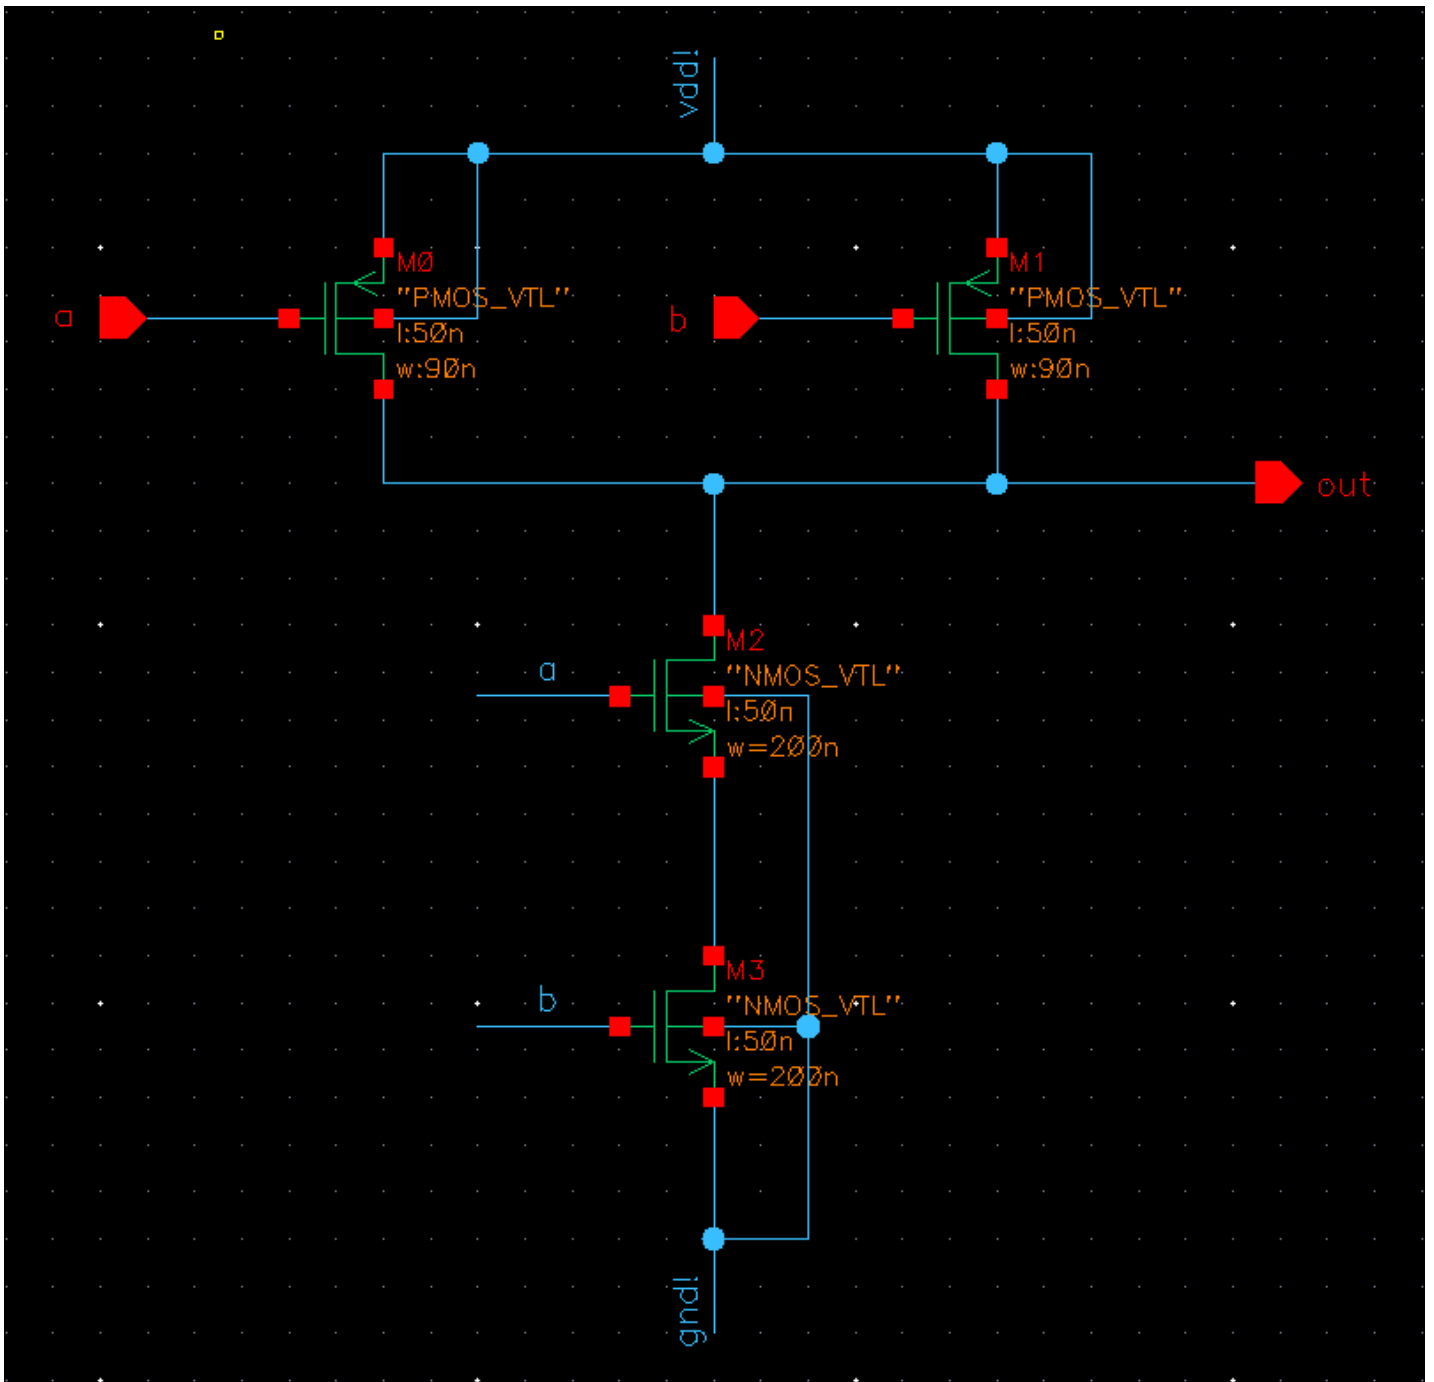 vdd!
M0
"PMOS_VTL"
l:50n
w:90n
a
M1
"PMOS_VTL"
l:50n
w:90n
b
out
M2
"NMOS_VTL"
l:50n
w=200n
a
M3
"NMOS_VTL"
l:50n
w=200n
b
gnd!